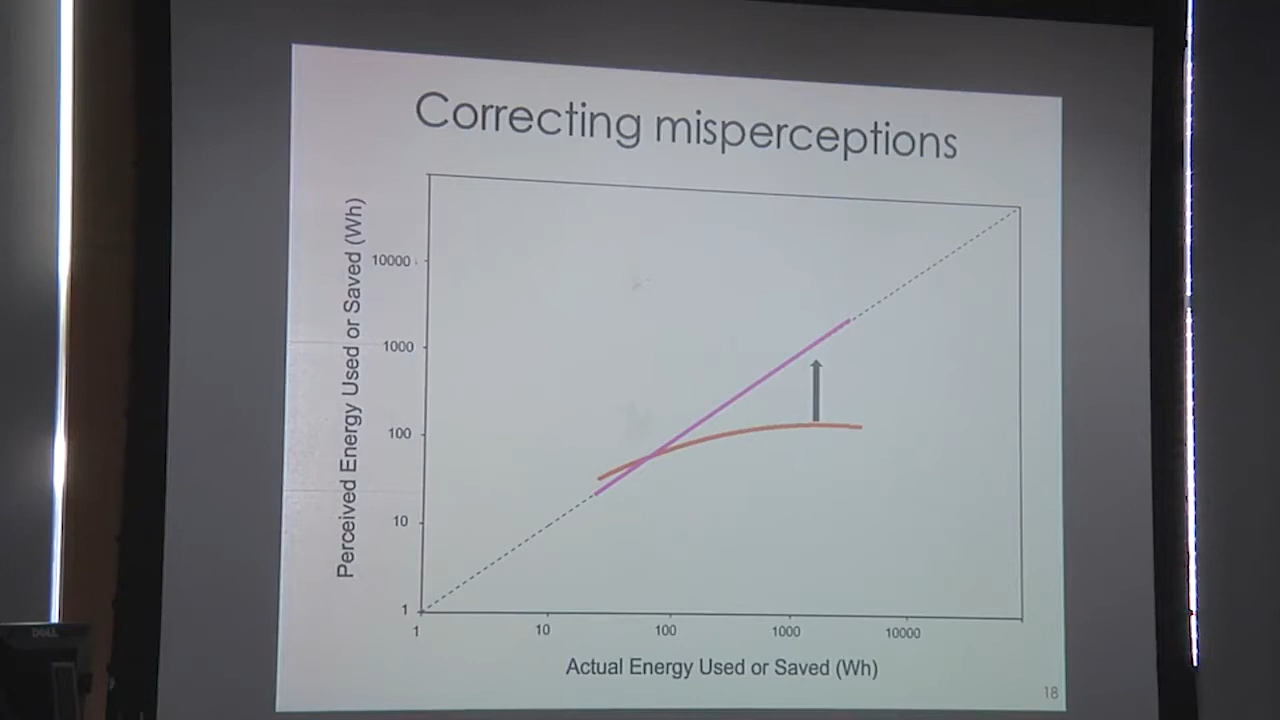 Correcting misperceptions
Perceived Energy Used or Saved (Wh)
10000
1000
100
10
1
1
10
100
1000
10000
Actual Energy Used or Saved (Wh)
18
DELL